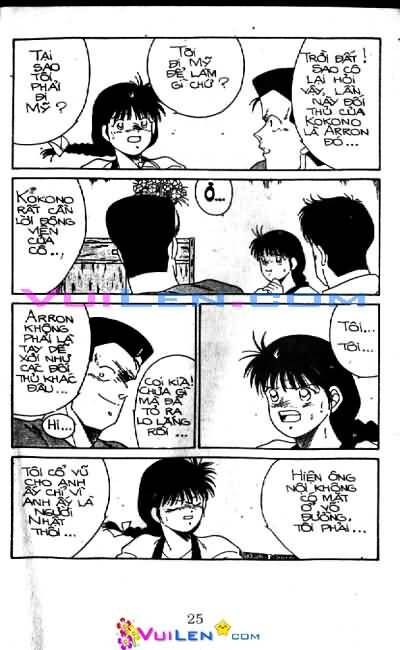 TẠI
SAO
TÔI
PHẢI
ĐI
MỸ ?
TÔI
ĐI MỸ
ĐỂ LÀM
GÌ CHỨ ?
TRỜI ĐẤT !
SAO CÔ
LẠI HỎI
VẬY, LẦN
NÀY ĐỐI
THỦ CỦA
KOKONO
LÀ ARRON
ĐÓ ...
KOKONO
RẤT CẦN
LỜI ĐỘNG
VIÊN
CỦA
CÔ ...
Ồ...
VUILEN.COM
ARRON
KHÔNG
PHẢI LÀ
TAY DỄ
XƠI NHƯ
CÁC ĐỐI
THỦ KHÁC
ĐÂU ...
HI...
COI KÌA!
CHƯA GÌ
MÀ ĐÃ
TỎ RA
LO LẮNG
RỒI ...
TÔI...
TÔI...
TÔI CỔ VŨ
CHO ANH
ẤY CHỈ VÌ
ANH ẤY LÀ
NGƯỜI
NHẬT
THÔI ...
HIỆN ÔNG
NỘI KHÔNG
CÓ MẶT
Ở VÕ
ĐƯỜNG,
TÔI PHẢI ...
25
VUILEN.COM